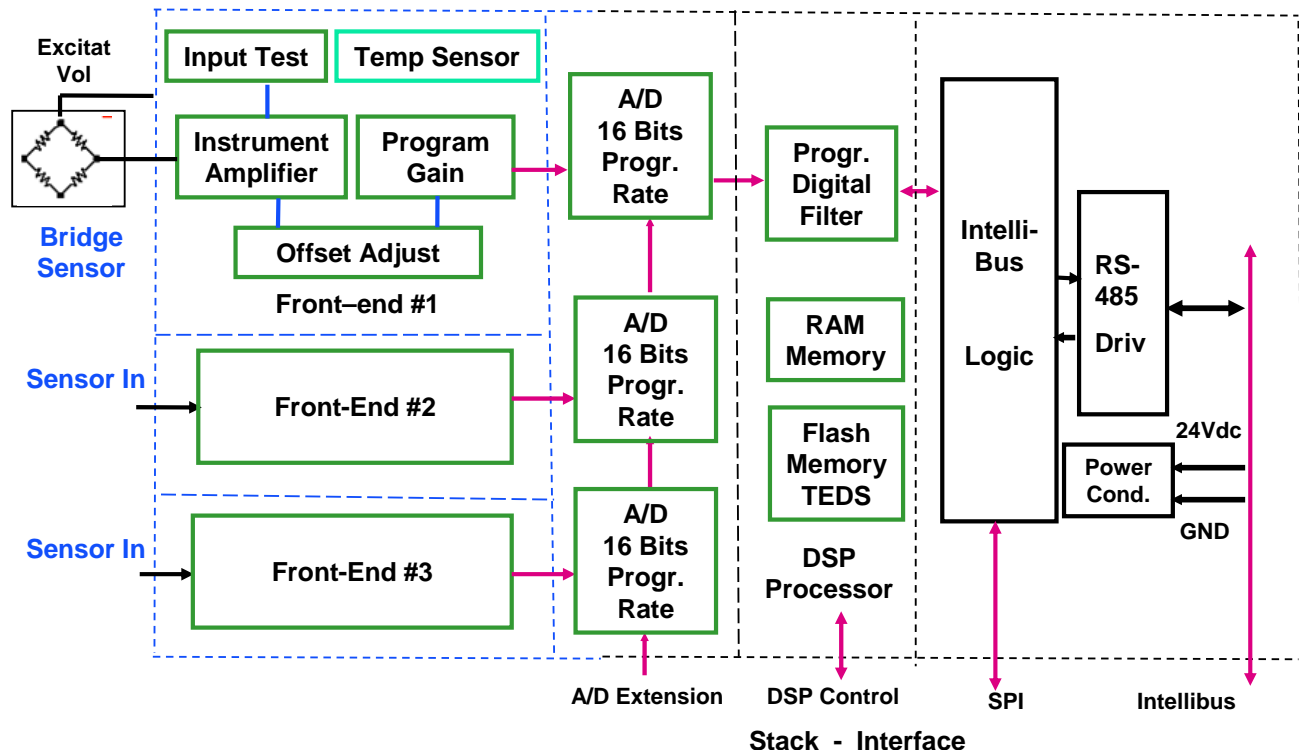 Excitat
Vol
Input Test
Temp Sensor
Instrument
Amplifier
Program
Gain
Offset Adjust
Front–end #1
Bridge
Sensor
A/D
16 Bits
Progr.
Rate
Progr.
Digital
Filter
Intelli-
Bus
Logic
RS-
485
Driv
Sensor In
Front-End #2
A/D
16 Bits
Progr.
Rate
RAM
Memory
Flash
Memory
TEDS
24Vdc
Power
Cond.
GND
Sensor In
Front-End #3
A/D
16 Bits
Progr.
Rate
DSP
Processor
A/D Extension
DSP Control
SPI
Intellibus
Stack - Interface